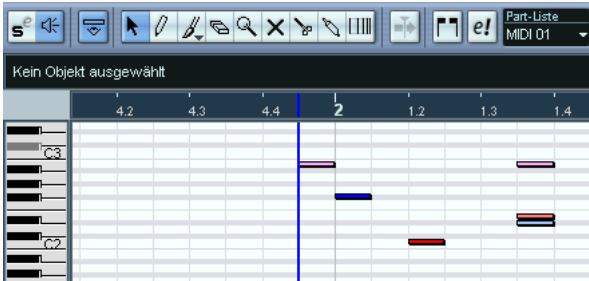 se
e!
Part-Liste
MIDI 01
Kein Objekt ausgewählt
4.2 4.3 4.4 2 1.2 1.3 1.4
C3
C2